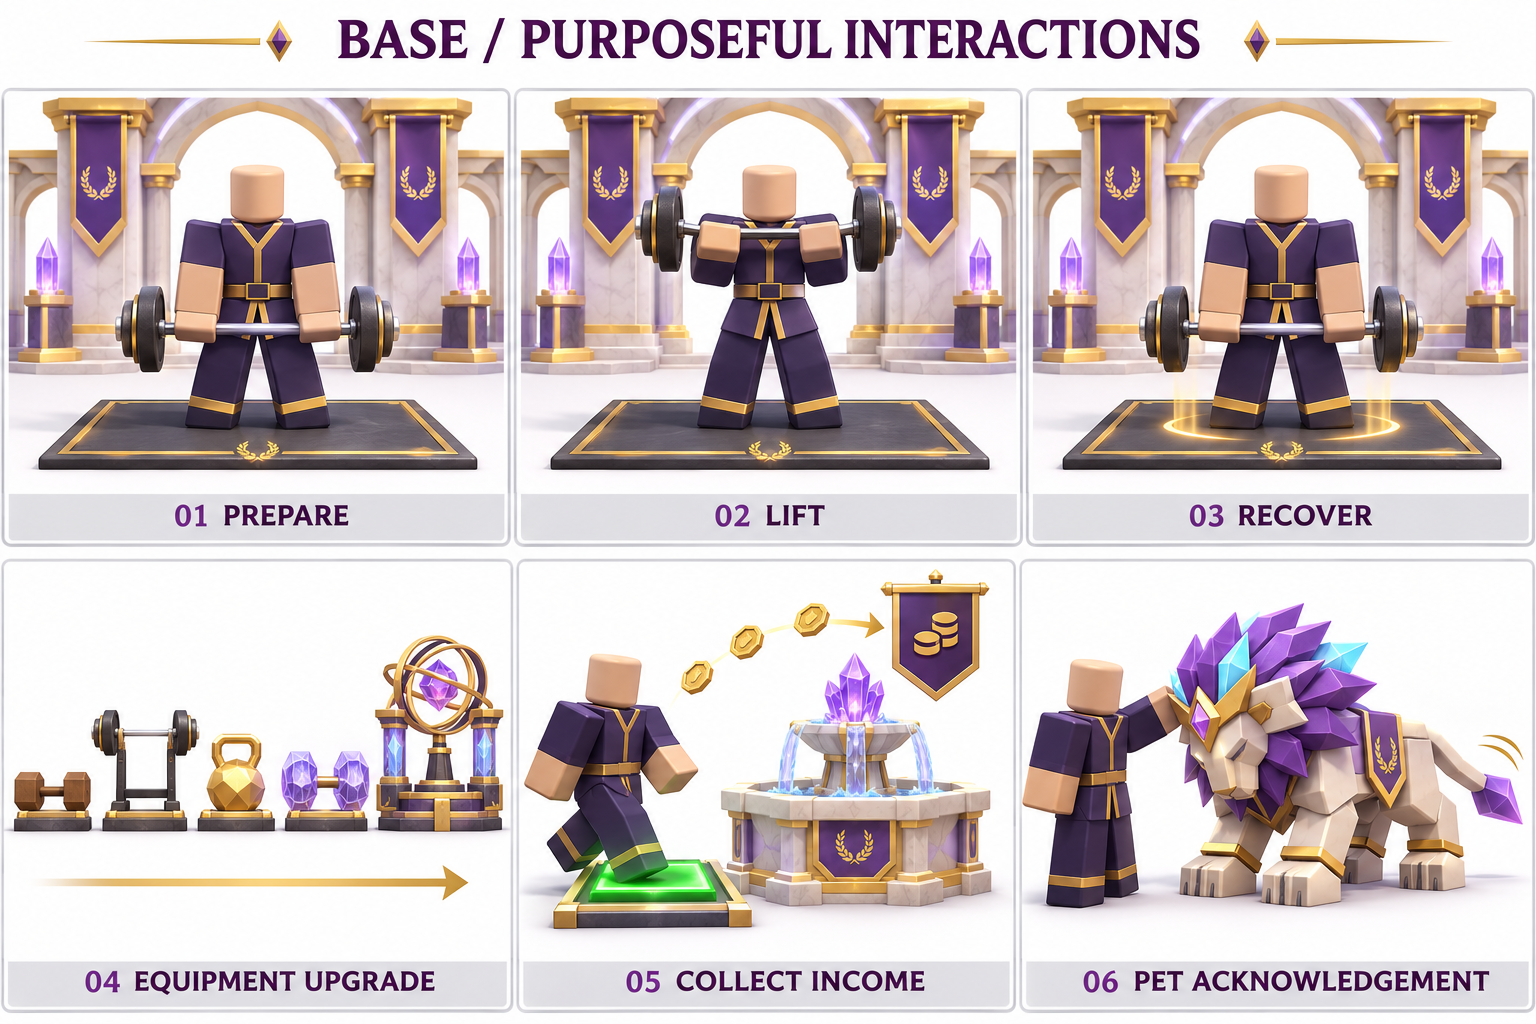 BASE / PURPOSEFUL INTERACTIONS
01 PREPARE
02 LIFT
03 RECOVER
04 EQUIPMENT UPGRADE
05 COLLECT INCOME
06 PET ACKNOWLEDGEMENT